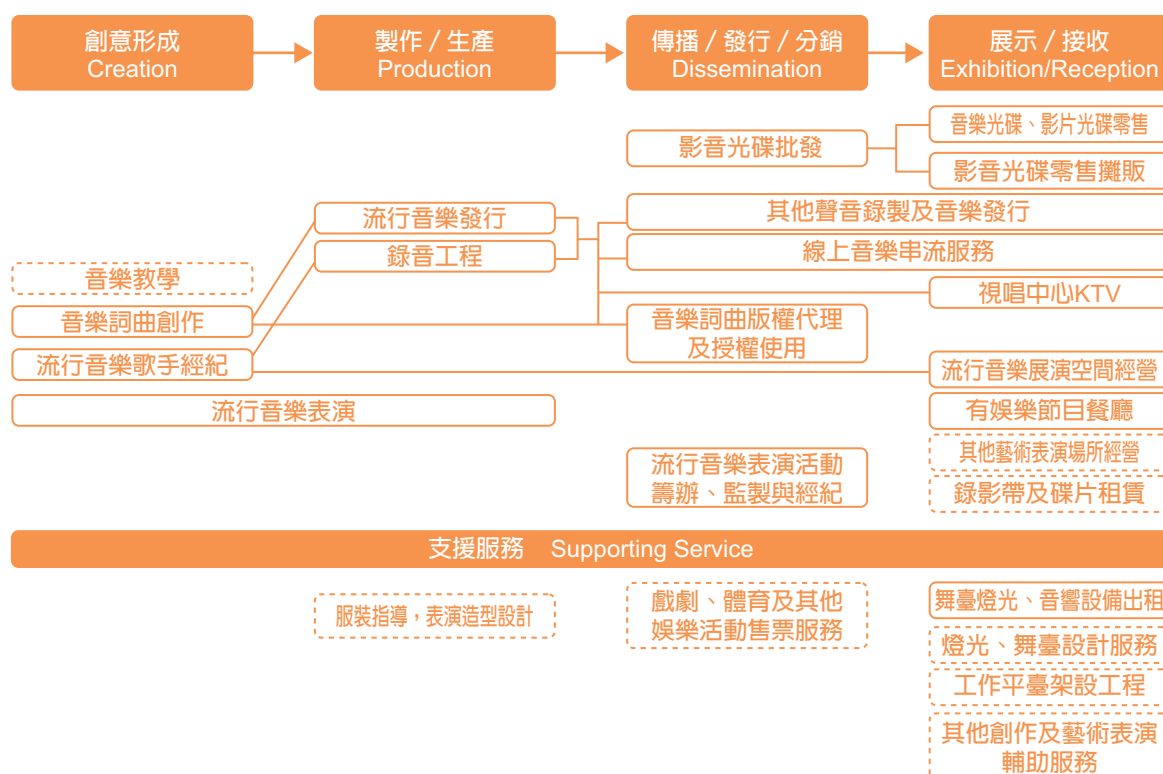 創意形成
Creation
製作 / 生產
Production
傳播 / 發行 / 分銷
Dissemination
展示 / 接收
Exhibition/Reception
影音光碟批發
音樂光碟、影片光碟零售
影音光碟零售攤販
流行音樂發行
其他聲音錄製及音樂發行
錄音工程
線上音樂串流服務
音樂教學
視唱中心KTV
音樂詞曲創作
音樂詞曲版權代理
及授權使用
流行音樂歌手經紀
流行音樂展演空間經營
流行音樂表演
有娛樂節目餐廳
其他藝術表演場所經營
流行音樂表演活動
籌辦、監製與經紀
錄影帶及碟片租賃
支援服務 Supporting Service
服裝指導，表演造型設計
戲劇、體育及其他
娛樂活動售票服務
舞臺燈光、音響設備出租
燈光、舞臺設計服務
工作平臺架設工程
其他創作及藝術表演
輔助服務